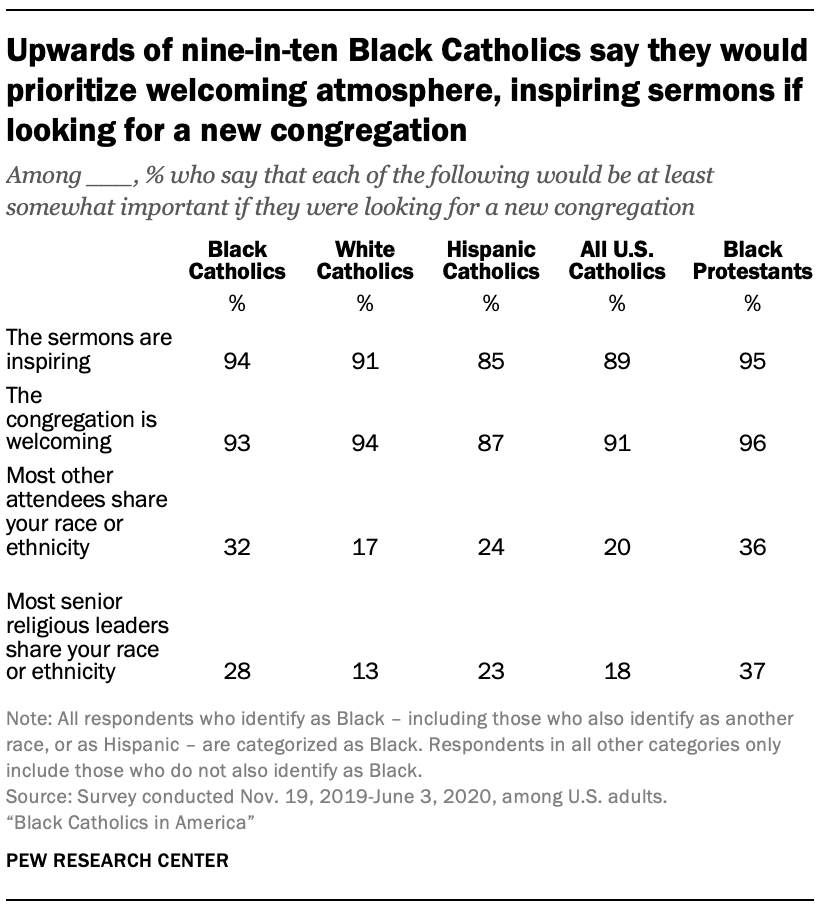 Upwards of nine-in-ten Black Catholics say they would
prioritize welcoming atmosphere, inspiring sermons if
looking for a new congregation
Among ___, % who say that each of the following would be at least
somewhat important if they were looking for a new congregation
Black White Hispanic All U.S. Black
Catholics Catholics Catholics Catholics Protestants
% % % % %
The sermons are
inspiring 94 91 85 89 95
The
congregation is
welcoming 93 94 87 91 96
Most other
attendees share
your race or
ethnicity 32 17 24 20 36
Most senior
religious leaders
share your race
or ethnicity 28 13 23 18 37
Note: All respondents who identify as Black – including those who also identify as another
race, or as Hispanic – are categorized as Black. Respondents in all other categories only
include those who do not also identify as Black.
Source: Survey conducted Nov. 19, 2019-June 3, 2020, among U.S. adults.
“Black Catholics in America”
PEW RESEARCH CENTER